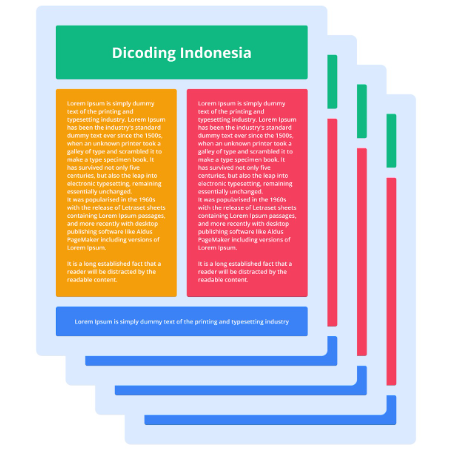 Dicoding Indonesia
Lorem Ipsum is simply dummy
text of the printing and
typesetting industry. Lorem Ipsum
has been the industry's standard
dummy text ever since the 1500s,
when an unknown printer took a
galley of type and scrambled it to
make a type specimen book. It
has survived not only five
centuries, but also the leap into
electronic typesetting, remaining
essentially unchanged.
It was popularised in the 1960s
with the release of Letraset sheets
containing Lorem Ipsum passages,
and more recently with desktop
publishing software like Aldus
PageMaker including versions of
Lorem Ipsum.
It is a long established fact that a
reader will be distracted by the
readable content.
Lorem Ipsum is simply dummy
text of the printing and
typesetting industry. Lorem Ipsum
has been the industry's standard
dummy text ever since the 1500s,
when an unknown printer took a
galley of type and scrambled it to
make a type specimen book. It
has survived not only five
centuries, but also the leap into
electronic typesetting, remaining
essentially unchanged.
It was popularised in the 1960s
with the release of Letraset sheets
containing Lorem Ipsum passages,
and more recently with desktop
publishing software like Aldus
PageMaker including versions of
Lorem Ipsum.
It is a long established fact that a
reader will be distracted by the
readable content.
Lorem Ipsum is simply dummy text of the printing and typesetting industry